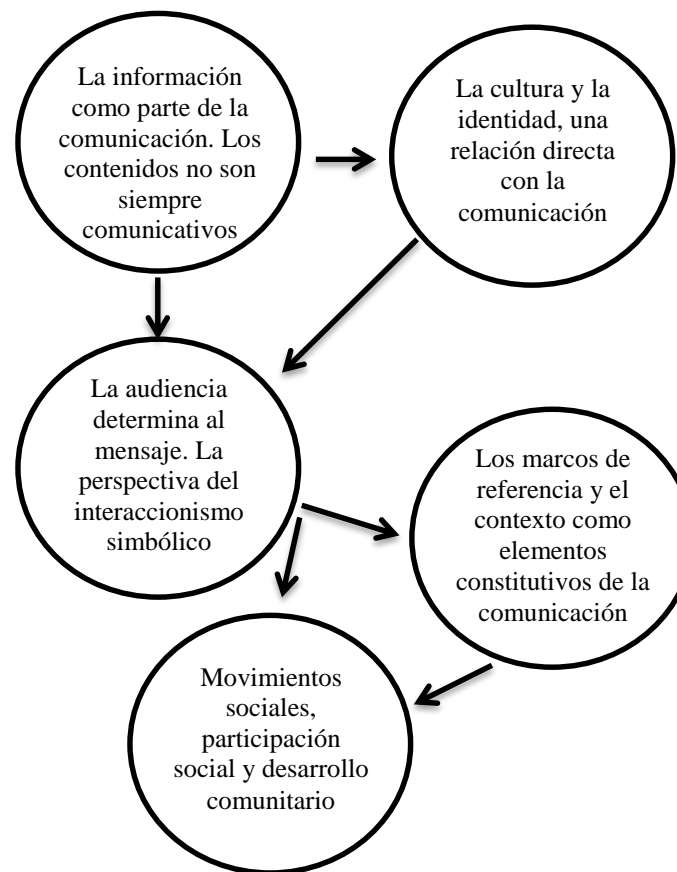 La información
como parte de la
comunicación. Los
contenidos no son
siempre
comunicativos
La cultura y la
identidad, una
relación directa
con la
comunicación
La audiencia
determina al
mensaje. La
perspectiva del
interaccionismo
simbólico
Los marcos de
referencia y el
contexto como
elementos
constitutivos de la
comunicación
Movimientos
sociales,
participación
social y desarrollo
comunitario